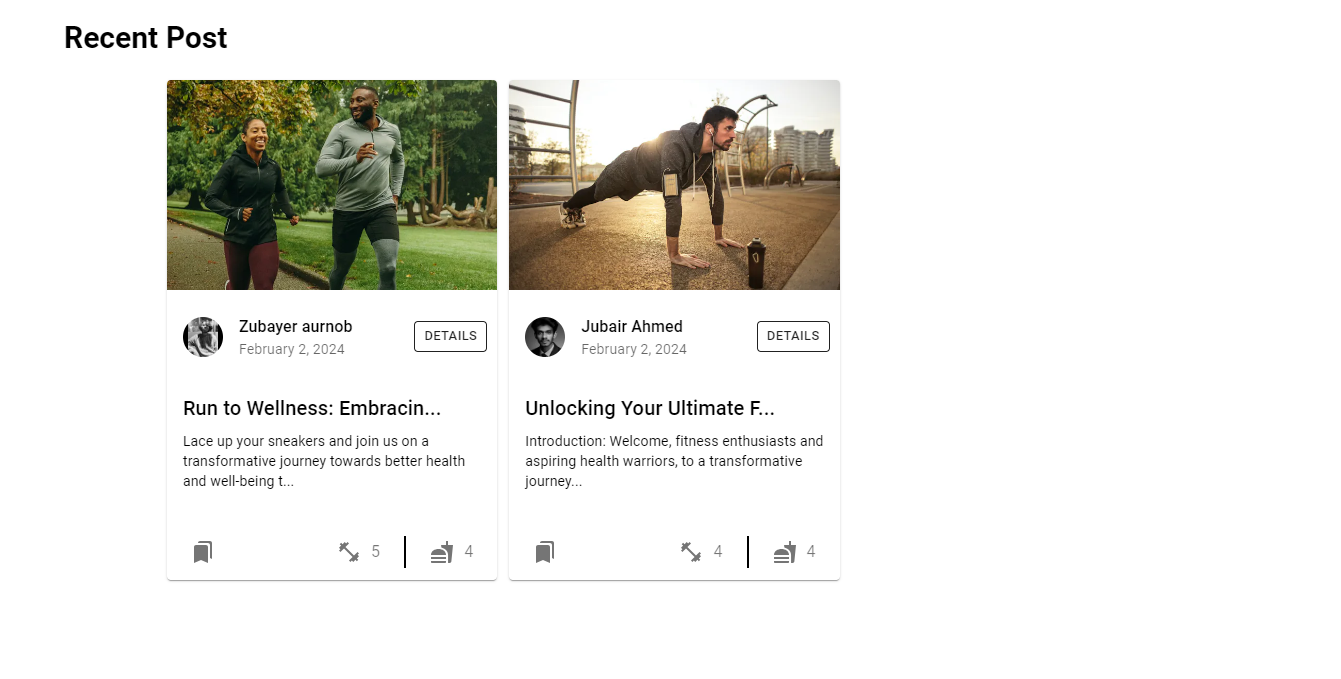 Recent Post
Zubayer aurnob
February 2, 2024
DETAILS
Run to Wellness: Embracin...
Lace up your sneakers and join us on a
transformative journey towards better health
and well-being t...
5
4
Jubair Ahmed
February 2, 2024
DETAILS
Unlocking Your Ultimate F...
Introduction: Welcome, fitness enthusiasts and
aspiring health warriors, to a transformative
journey...
4
4